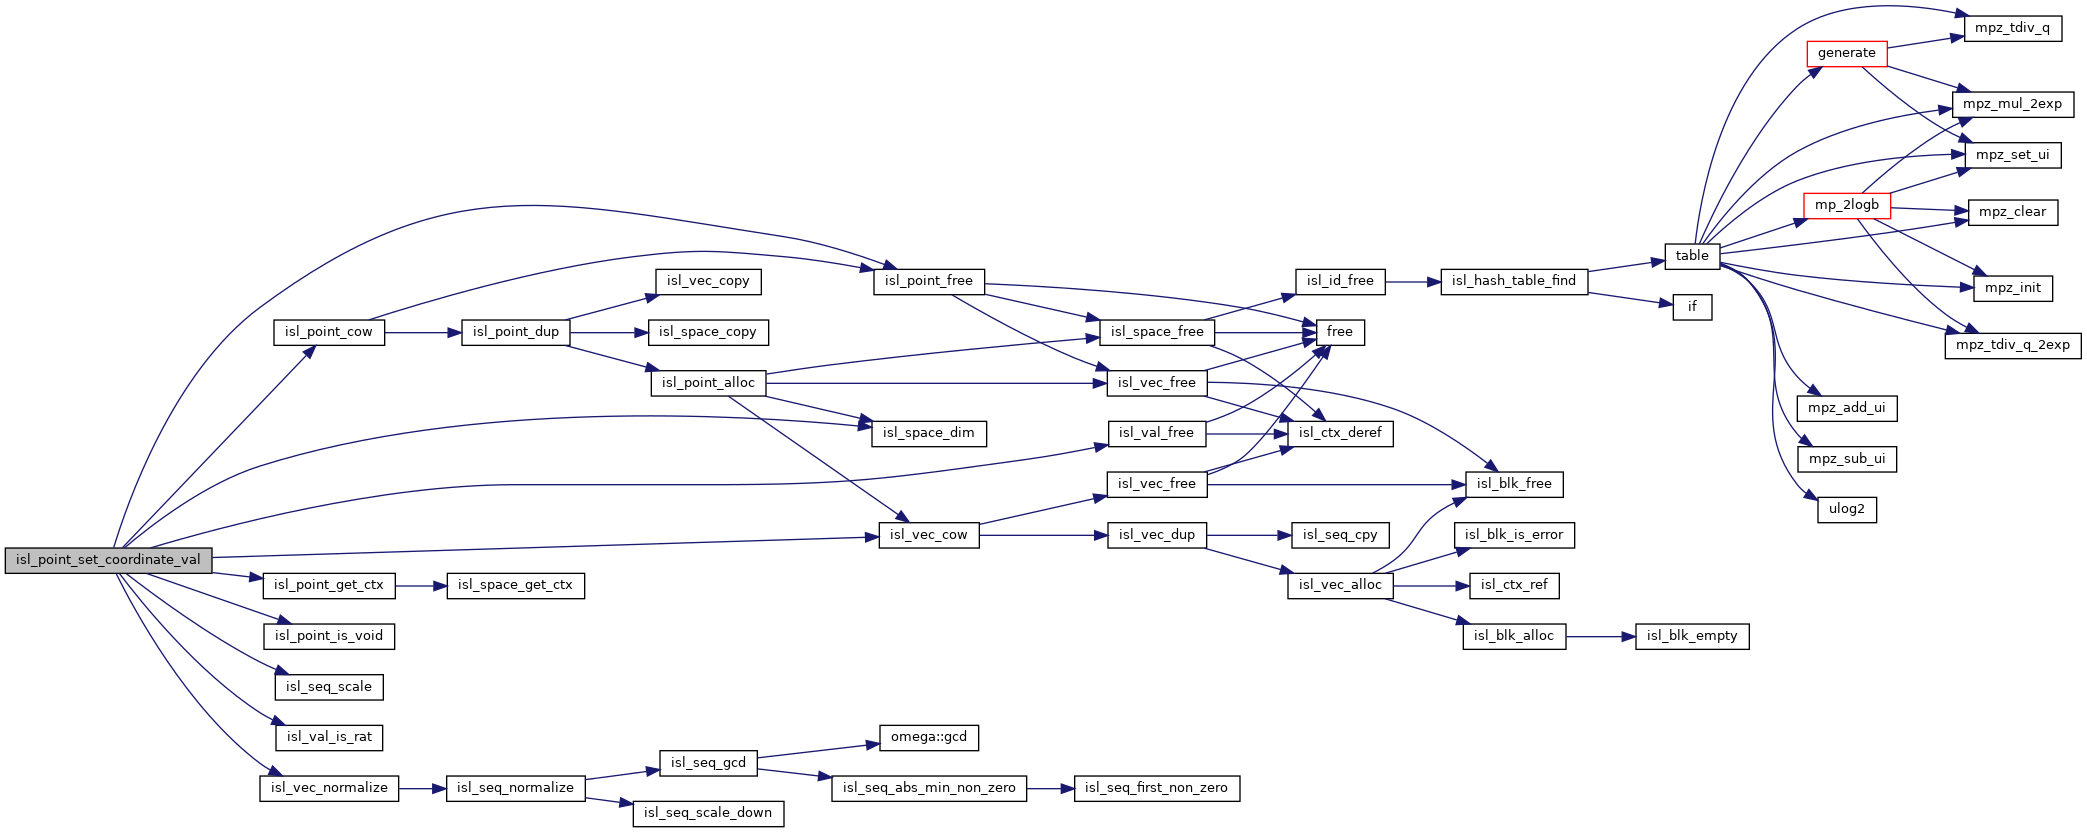 isl_point_set_coordinate_val
isl_point_cow
isl_point_get_ctx
isl_point_is_void
isl_seq_scale
isl_val_is_rat
isl_vec_normalize
isl_point_dup
isl_space_get_ctx
isl_seq_normalize
isl_vec_copy
isl_space_copy
isl_point_alloc
isl_seq_gcd
isl_seq_scale_down
isl_point_free
isl_space_dim
isl_vec_cow
omega::gcd
isl_seq_abs_min_non_zero
isl_space_free
isl_vec_free
isl_val_free
isl_vec_free
isl_vec_dup
isl_seq_first_non_zero
isl_id_free
free
isl_ctx_deref
isl_seq_cpy
isl_vec_alloc
isl_hash_table_find
isl_blk_free
isl_blk_is_error
isl_ctx_ref
isl_blk_alloc
table
if
isl_blk_empty
generate
mp_2logb
mpz_add_ui
mpz_sub_ui
ulog2
mpz_tdiv_q
mpz_mul_2exp
mpz_set_ui
mpz_clear
mpz_init
mpz_tdiv_q_2exp